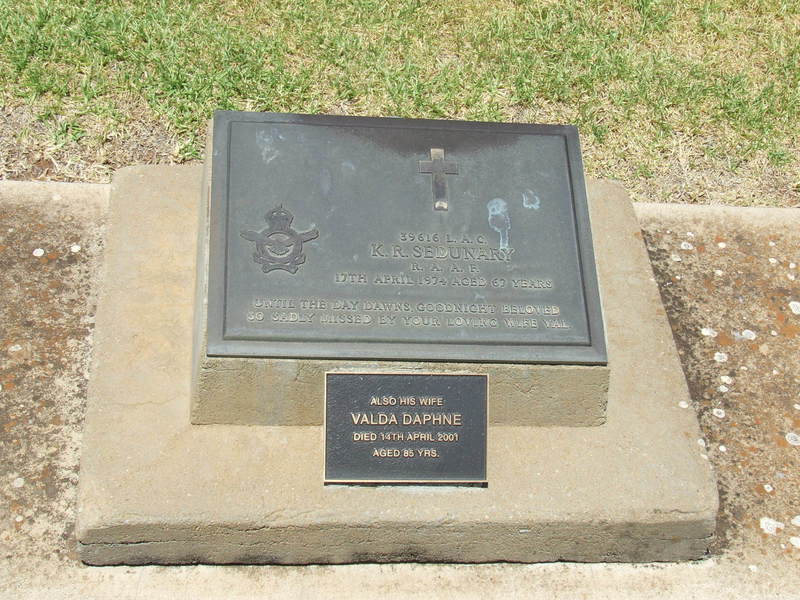 39616 L. A. C.
K. R. SEDUNARY
R. A. A. F.
17TH APRIL 1974 AGED 67 YEARS
UNTIL THE DAY DAWNS GOODNIGHT BELOVED
SO SADLY MISSED BY YOUR LOVING WIFE VAL
ALSO HIS WIFE
VALDA DAPHNE
DIED 14TH APRIL 2001
AGED 85 YRS.